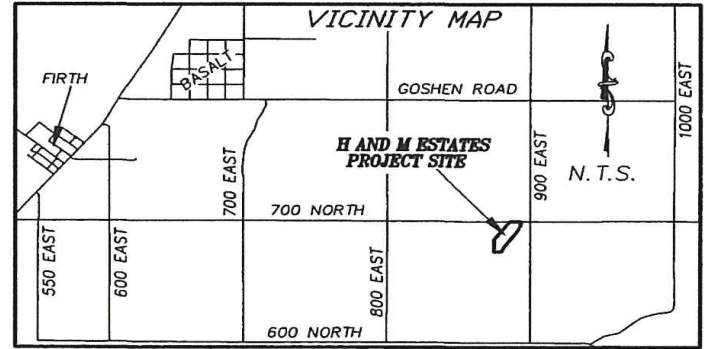 VICINITY MAP
FIRTH
BASALT
GOSHEN ROAD
1000 EAST
H AND M ESTATES
PROJECT SITE
900 EAST
N.T.S.
700 EAST
700 NORTH
550 EAST
600 EAST
800 EAST
600 NORTH